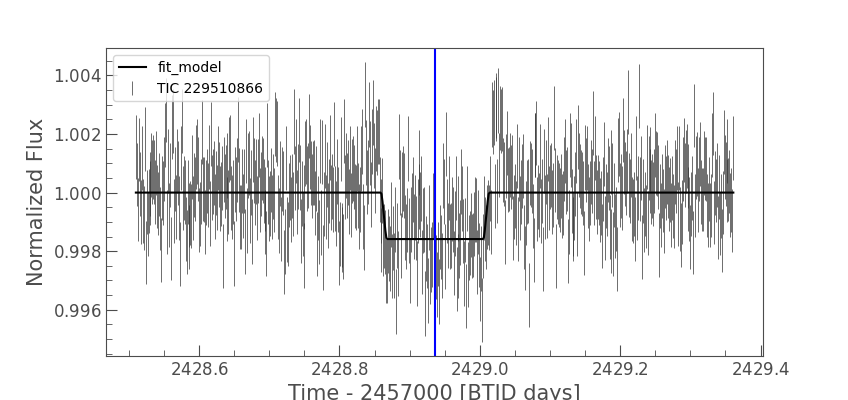 fit_model
TIC 229510866
1.004
1.002
1.000
0.998
0.996
Normalized Flux
2428.6 2428.8 2429.0 2429.2 2429.4
Time - 2457000 [BTJD days]